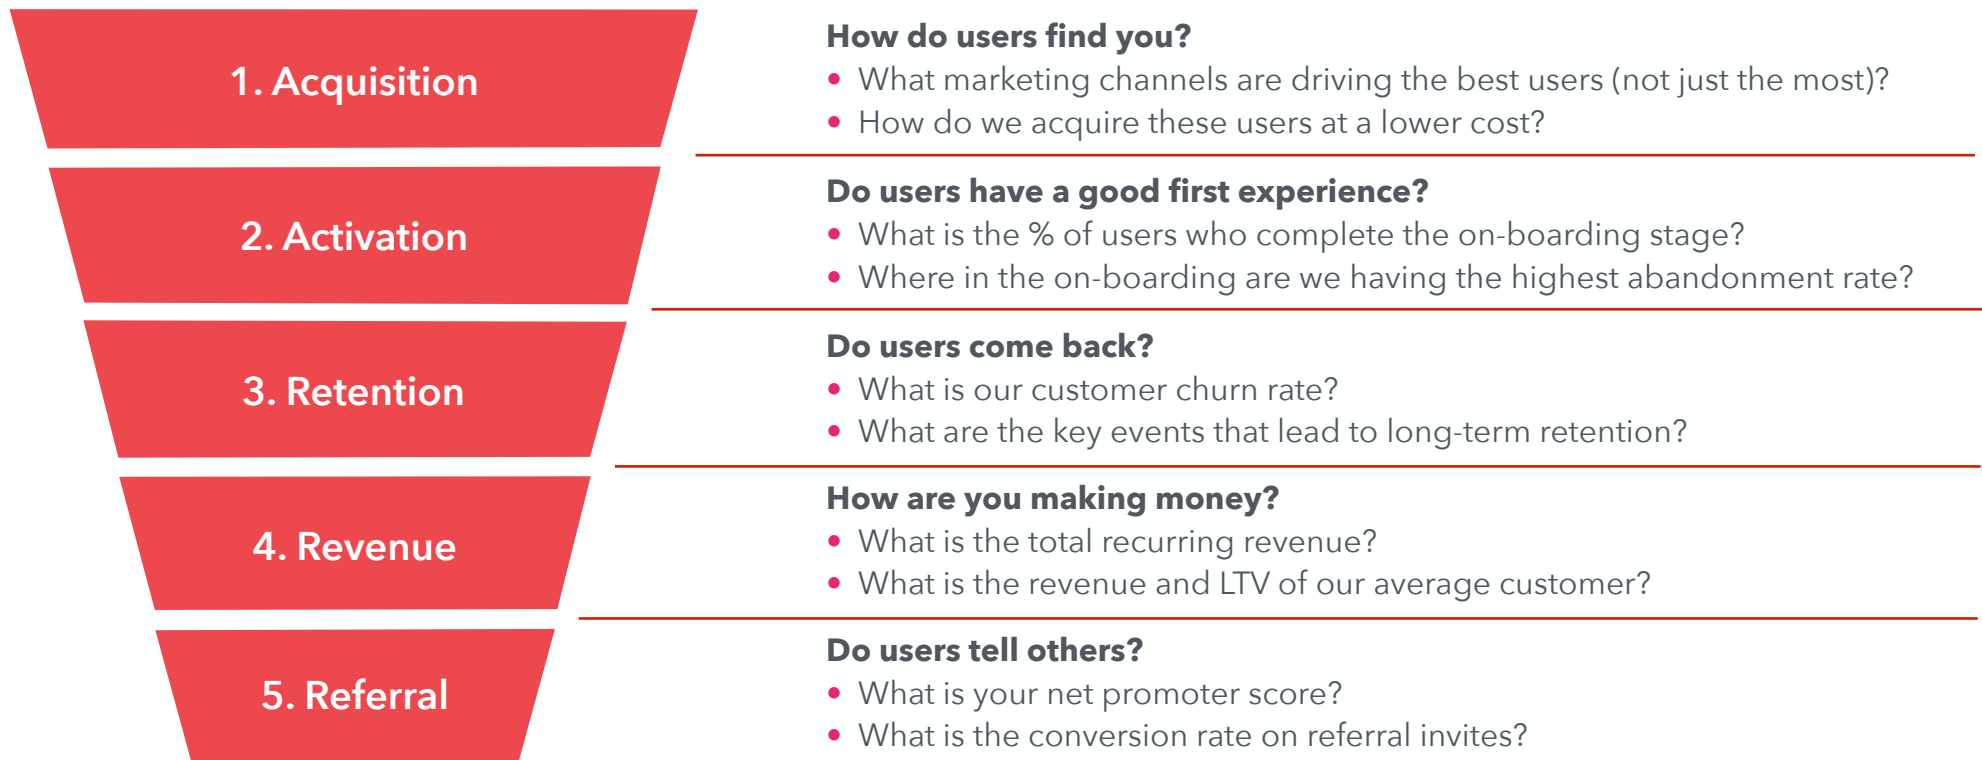 1. Acquisition
How do users find you?
• What marketing channels are driving the best users (not just the most)?
• How do we acquire these users at a lower cost?
2. Activation
Do users have a good first experience?
• What is the % of users who complete the on-boarding stage?
• Where in the on-boarding are we having the highest abandonment rate?
3. Retention
Do users come back?
• What is our customer churn rate?
• What are the key events that lead to long-term retention?
4. Revenue
How are you making money?
• What is the total recurring revenue?
• What is the revenue and LTV of our average customer?
5. Referral
Do users tell others?
• What is your net promoter score?
• What is the conversion rate on referral invites?